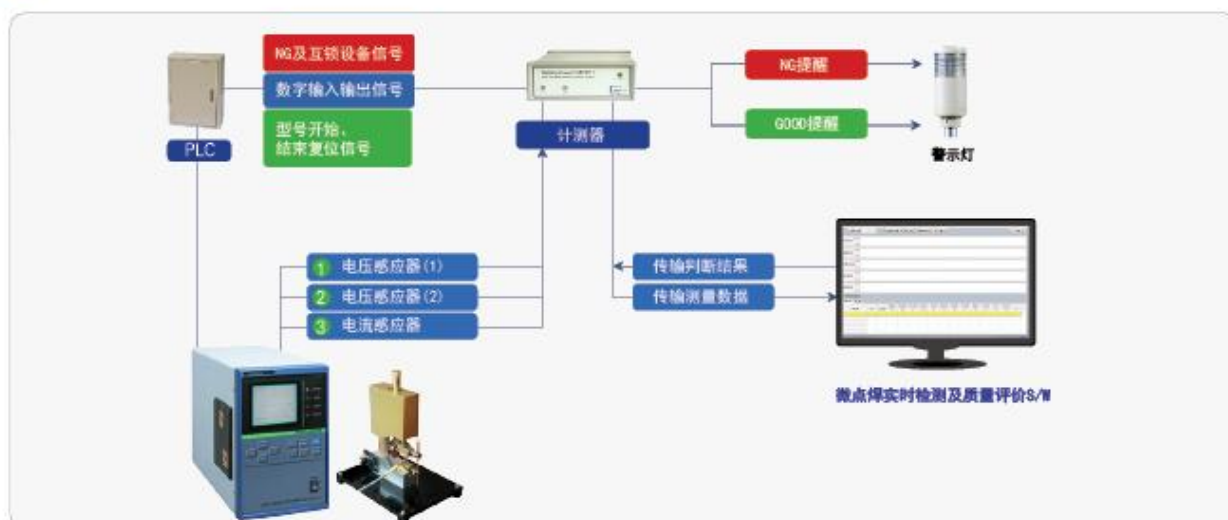 NG及互锁设备信号
数字输入输出信号
型号开始、
结束复位信号
PLC
计测器
NG提醒
GOOD提醒
警示灯
1 电压感应器(1)
2 电压感应器(2)
3 电流感应器
传输判断结果
传输测量数据
微点焊实时检测及质量评价S/W